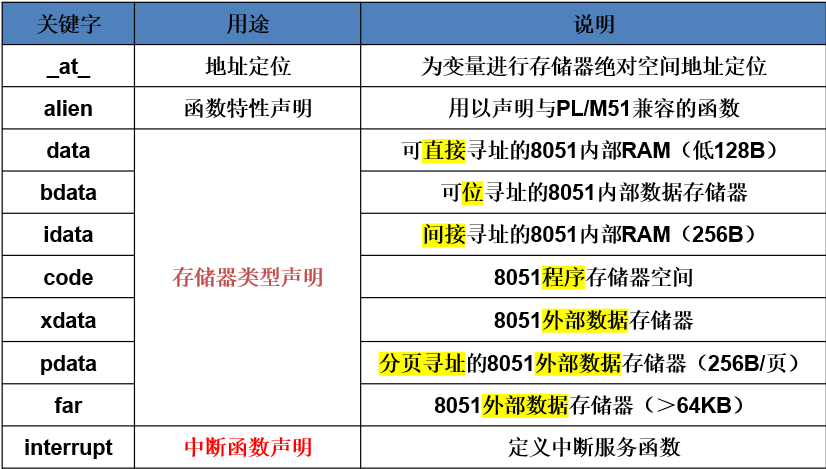 关键字 用途 说明
_at_ 地址定位 为变量进行存储器绝对空间地址定位
alien 函数特性声明 用以声明与PL/M51兼容的函数
data 可直接寻址的8051内部RAM（低128B）
bdata 可位寻址的8051内部数据存储器
idata 间接寻址的8051内部RAM（256B）
code 存储器类型声明 8051程序存储器空间
xdata 8051外部数据存储器
pdata 分页寻址的8051外部数据存储器（256B/页）
far 8051外部数据存储器（＞64KB）
interrupt 中断函数声明 定义中断服务函数